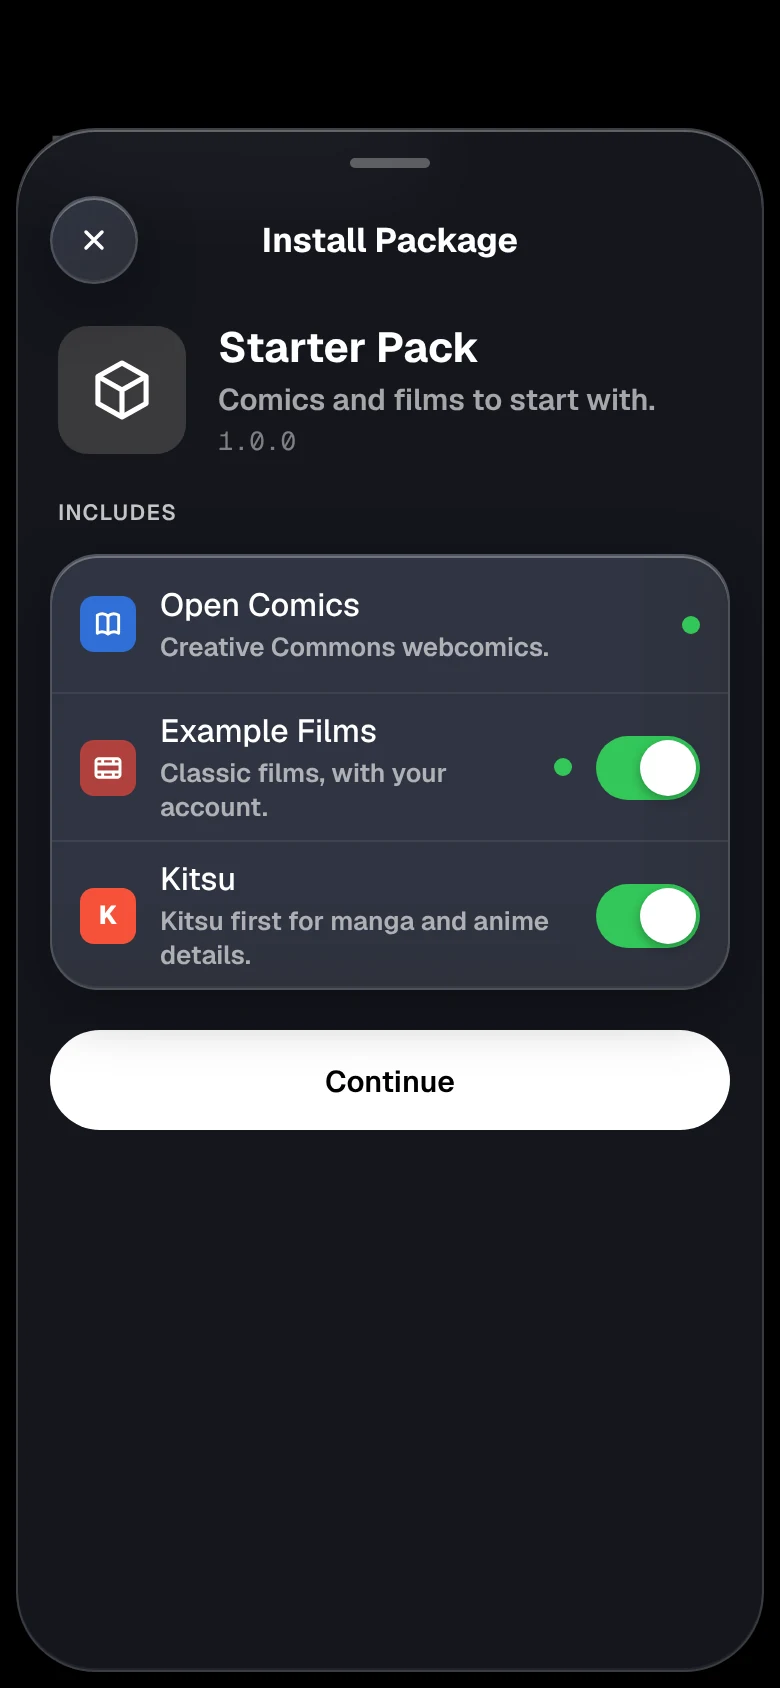 Install Package
Starter Pack
Comics and films to start with.
1.0.0
INCLUDES
Open Comics
Creative Commons webcomics.
Example Films
Classic films, with your
account.
K
Kitsu
Kitsu first for manga and anime
details.
Continue